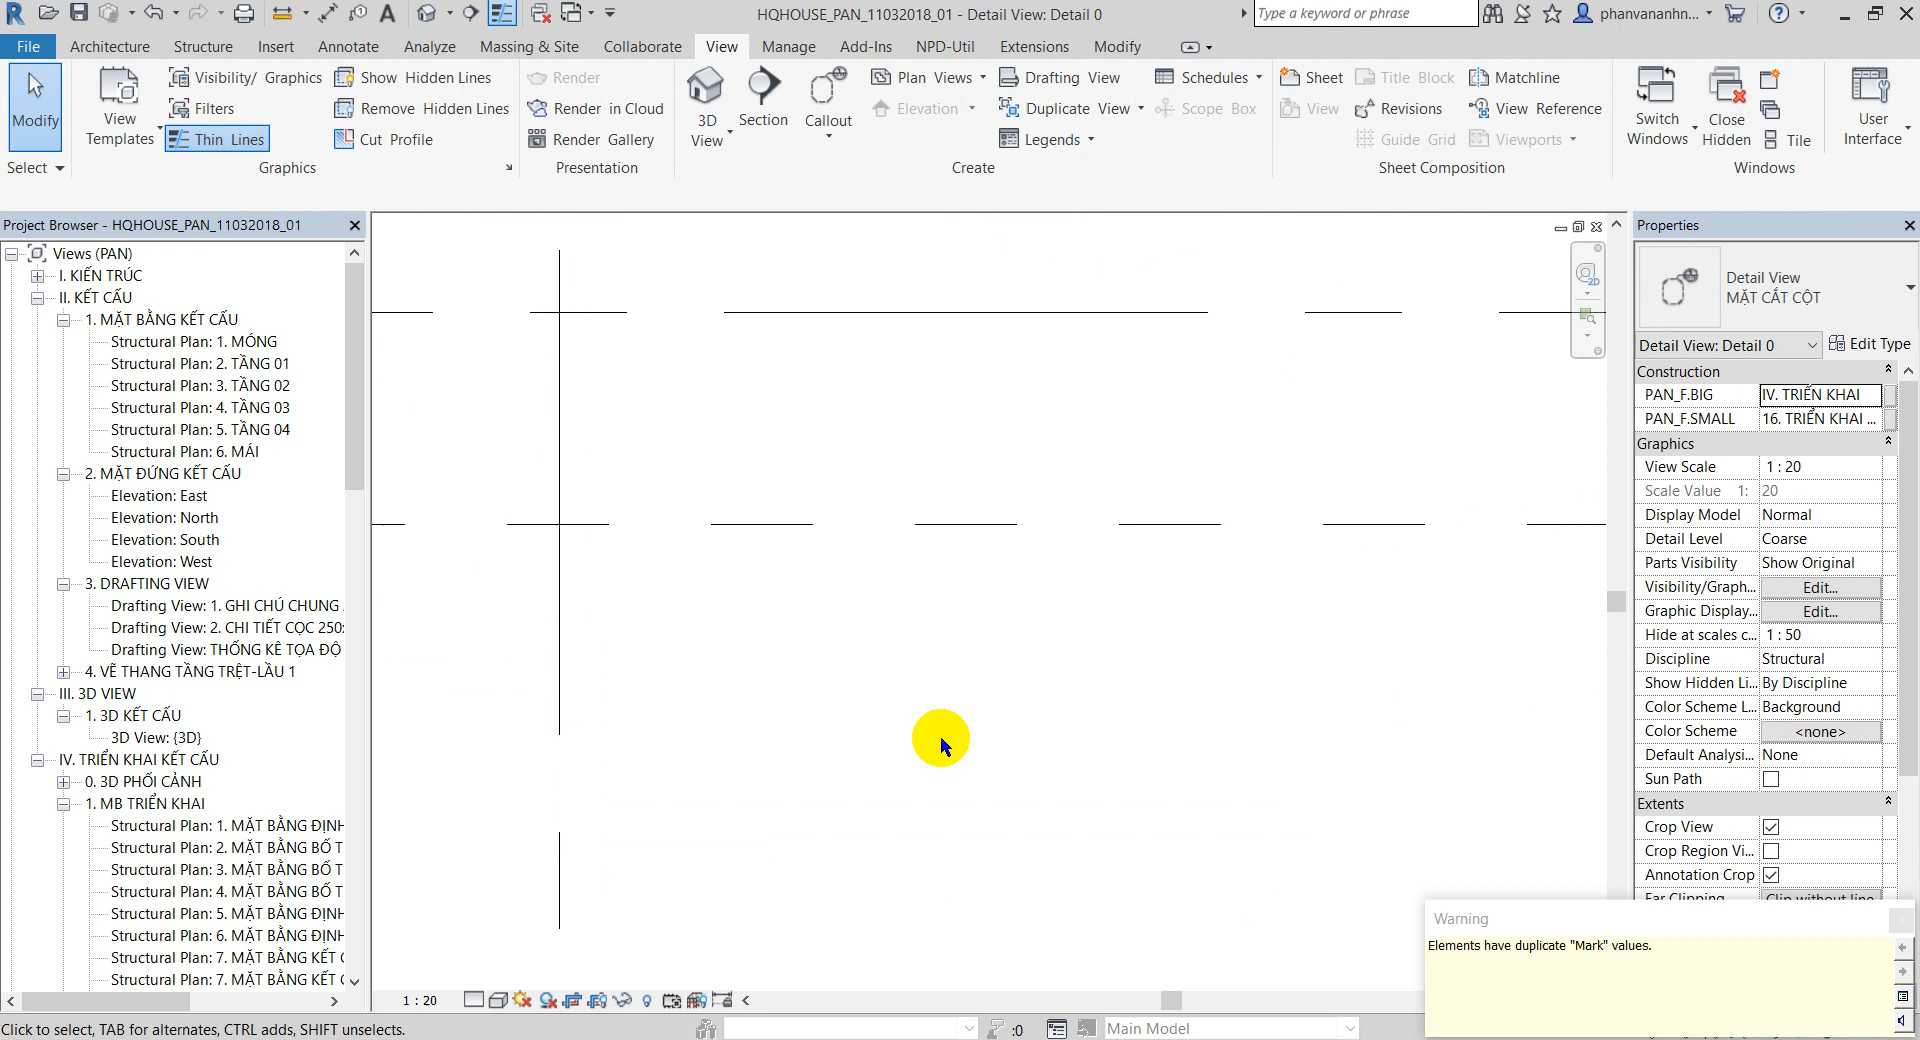 HQHOUSE_PAN_11032018_01 - Detail View: Detail 0
Type a keyword or phrase
phanvananhn...
File Architecture Structure Insert Annotate Analyze Massing & Site Collaborate View Manage Add-Ins NPD-Util Extensions Modify
Modify
View Templates
Visibility/ Graphics
Filters
Thin Lines
Show Hidden Lines
Remove Hidden Lines
Cut Profile
Render
Render in Cloud
Render Gallery
3D View
Section
Callout
Plan Views
Elevation
Drafting View
Duplicate View
Legends
Schedules
Scope Box
Sheet
View
Title Block
Revisions
Guide Grid
Matchline
View Reference
Viewports
Switch Windows
Close Hidden
Tile
User Interface
Select Graphics Presentation Create Sheet Composition Windows
Project Browser - HQHOUSE_PAN_11032018_01
Views (PAN)
I. KIẾN TRÚC
II. KẾT CẤU
1. MẶT BẰNG KẾT CẤU
Structural Plan: 1. MÓNG
Structural Plan: 2. TẦNG 01
Structural Plan: 3. TẦNG 02
Structural Plan: 4. TẦNG 03
Structural Plan: 5. TẦNG 04
Structural Plan: 6. MÁI
2. MẶT ĐỨNG KẾT CẤU
Elevation: East
Elevation: North
Elevation: South
Elevation: West
3. DRAFTING VIEW
Drafting View: 1. GHI CHÚ CHUNG
Drafting View: 2. CHI TIẾT CỌC 250
Drafting View: THỐNG KÊ TỌA ĐỘ
4. VẼ THANG TẦNG TRỆT-LẦU 1
III. 3D VIEW
1. 3D KẾT CẤU
3D View: {3D}
IV. TRIỂN KHAI KẾT CẤU
0. 3D PHỐI CẢNH
1. MB TRIỂN KHAI
Structural Plan: 1. MẶT BẰNG ĐỊNH
Structural Plan: 2. MẶT BẰNG BỐ T
Structural Plan: 3. MẶT BẰNG BỐ T
Structural Plan: 4. MẶT BẰNG BỐ T
Structural Plan: 5. MẶT BẰNG ĐỊNH
Structural Plan: 6. MẶT BẰNG ĐỊNH
Structural Plan: 7. MẶT BẰNG KẾT
Structural Plan: 7. MẶT BẰNG KẾT
2D
Properties
Detail View
MẶT CẮT CỘT
Detail View: Detail 0 Edit Type
Construction
PAN_F.BIG IV. TRIỂN KHAI
PAN_F.SMALL 16. TRIỂN KHAI ...
Graphics
View Scale 1 : 20
Scale Value 1: 20
Display Model Normal
Detail Level Coarse
Parts Visibility Show Original
Visibility/Graph... Edit...
Graphic Display... Edit...
Hide at scales c... 1 : 50
Discipline Structural
Show Hidden Li... By Discipline
Color Scheme L... Background
Color Scheme <none>
Default Analysi... None
Sun Path
Extents
Crop View
Crop Region Vi...
Annotation Crop
Far Clipping Clip without line
Warning
Elements have duplicate "Mark" values.
1 : 20
Click to select, TAB for alternates, CTRL adds, SHIFT unselects.
:0
Main Model